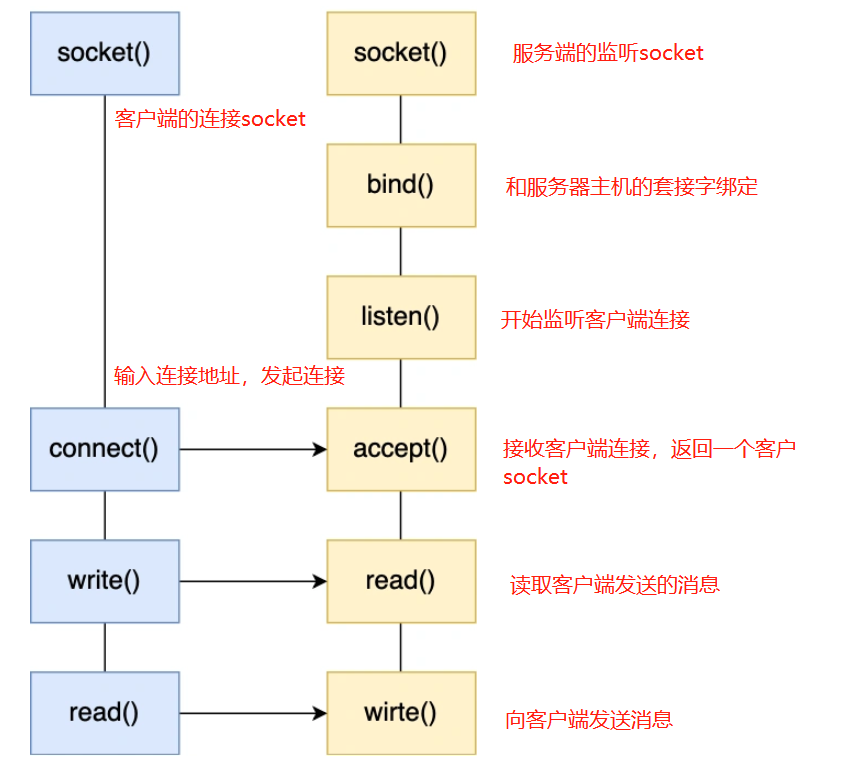 socket()
socket()
服务端的监听socket
客户端的连接socket
bind()
和服务器主机的套接字绑定
listen()
开始监听客户端连接
输入连接地址，发起连接
connect()
accept()
接收客户端连接，返回一个客户
socket
write()
read()
读取客户端发送的消息
read()
wirte()
向客户端发送消息